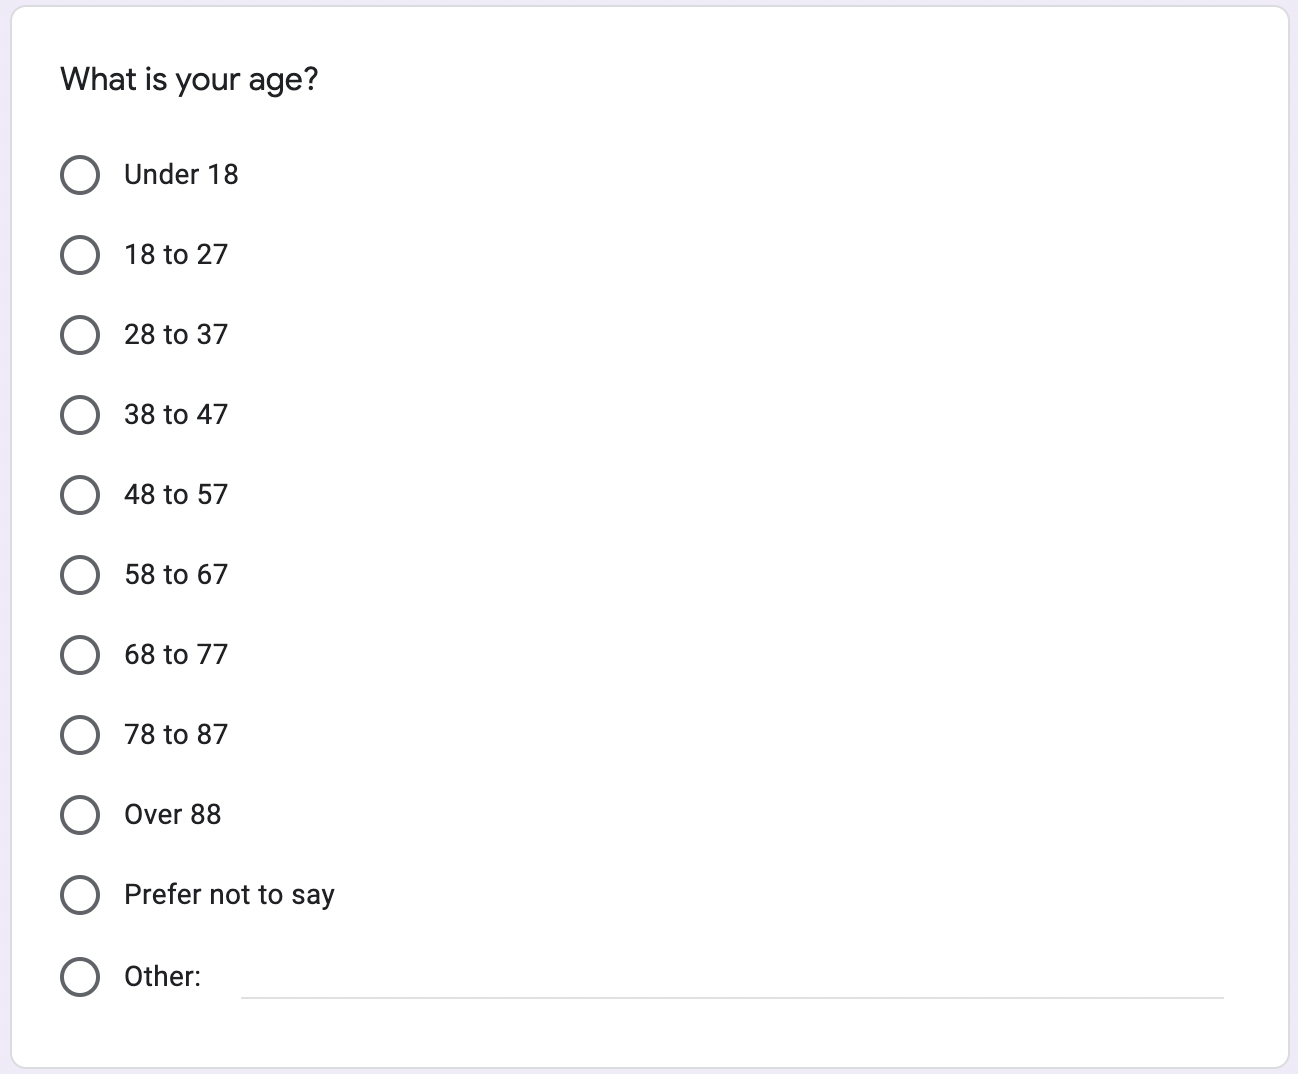 What is your age?
Under 18
18 to 27
28 to 37
38 to 47
48 to 57
58 to 67
68 to 77
78 to 87
Over 88
Prefer not to say
Other: